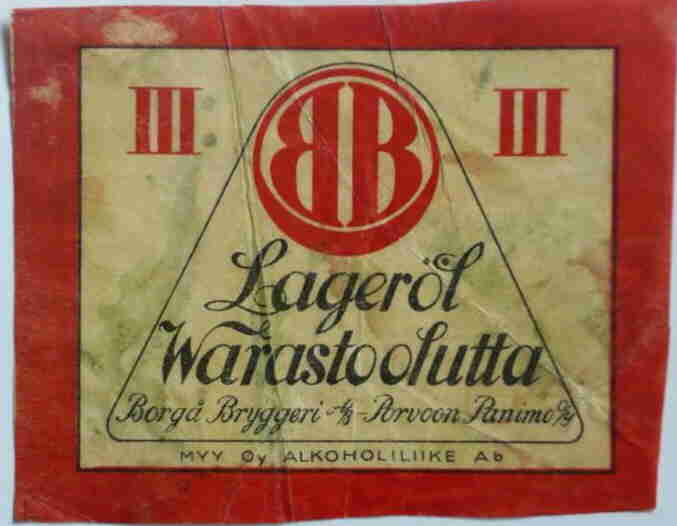 III BB III
Lageröl
Warastoolutta
Borgå Bryggeri A/B - Porvoon Panimo O/Y
MYY Oy ALKOHOLILIIKE Ab